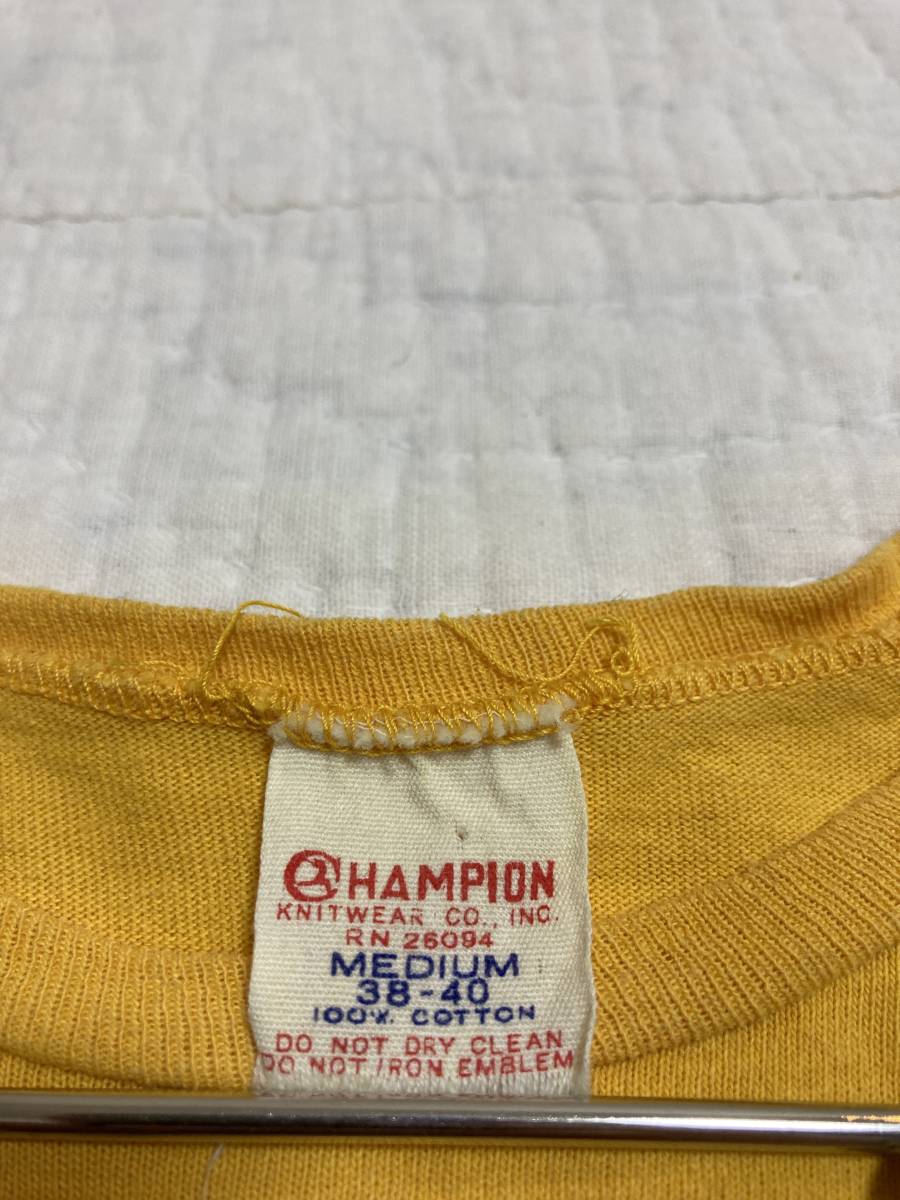 CHAMPION
KNITWEAR CO., INC.
RN 26094
MEDIUM
38-40
100% COTTON
DO NOT DRY CLEAN
DO NOT IRON EMBLEM